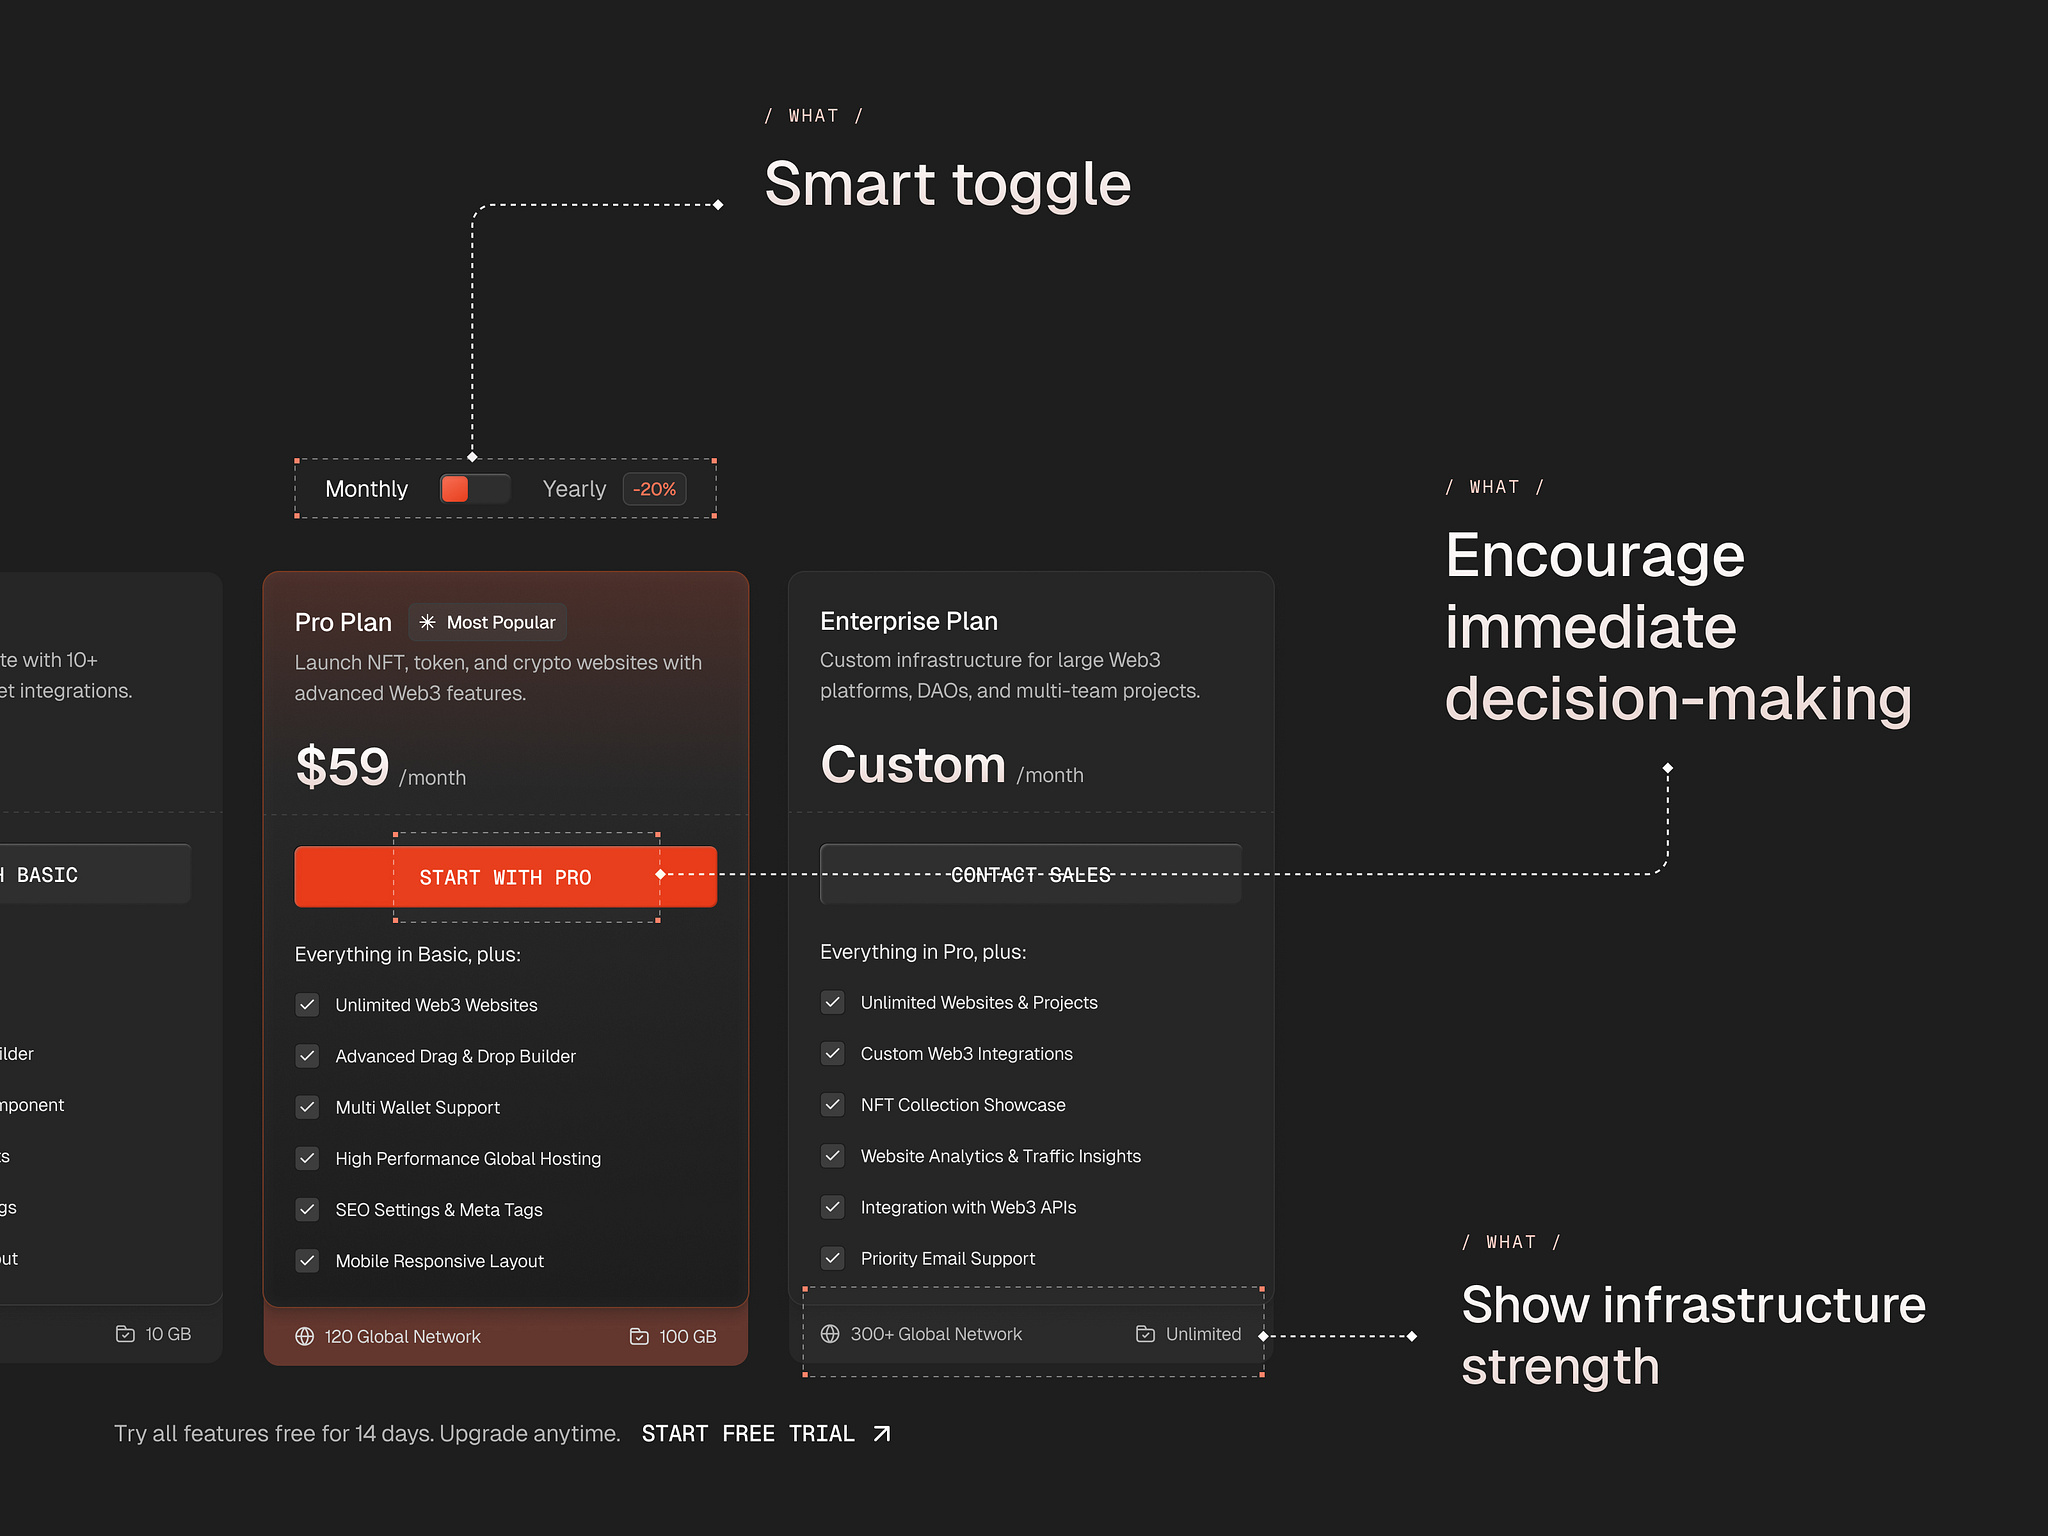 / WHAT /
Smart toggle
Monthly
Yearly
-20%
/ WHAT /
Encourage
immediate
decision-making
te with 10+
et integrations.
H BASIC
ilder
mponent
ts
gs
out
10 GB
Pro Plan
Most Popular
Launch NFT, token, and crypto websites with
advanced Web3 features.
$59 /month
START WITH PRO
Everything in Basic, plus:
Unlimited Web3 Websites
Advanced Drag & Drop Builder
Multi Wallet Support
High Performance Global Hosting
SEO Settings & Meta Tags
Mobile Responsive Layout
120 Global Network
100 GB
Enterprise Plan
Custom infrastructure for large Web3
platforms, DAOs, and multi-team projects.
Custom /month
CONTACT SALES
Everything in Pro, plus:
Unlimited Websites & Projects
Custom Web3 Integrations
NFT Collection Showcase
Website Analytics & Traffic Insights
Integration with Web3 APIs
Priority Email Support
300+ Global Network
Unlimited
/ WHAT /
Show infrastructure
strength
Try all features free for 14 days. Upgrade anytime.
START FREE TRIAL